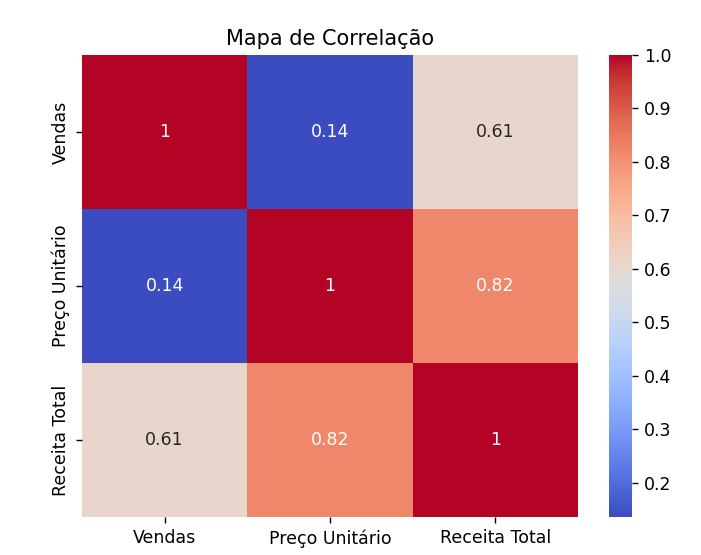 Mapa de Correlação
Vendas
1
0.14
0.61
Preço Unitário
0.14
1
0.82
Receita Total
0.61
0.82
1
Vendas
Preço Unitário
Receita Total
1.0
0.9
0.8
0.7
0.6
0.5
0.4
0.3
0.2